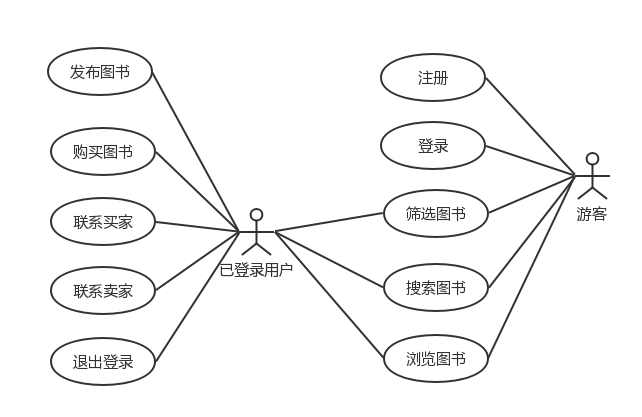 发布图书
购买图书
联系买家
联系卖家
退出登录
已登录用户
注册
登录
筛选图书
搜索图书
浏览图书
游客